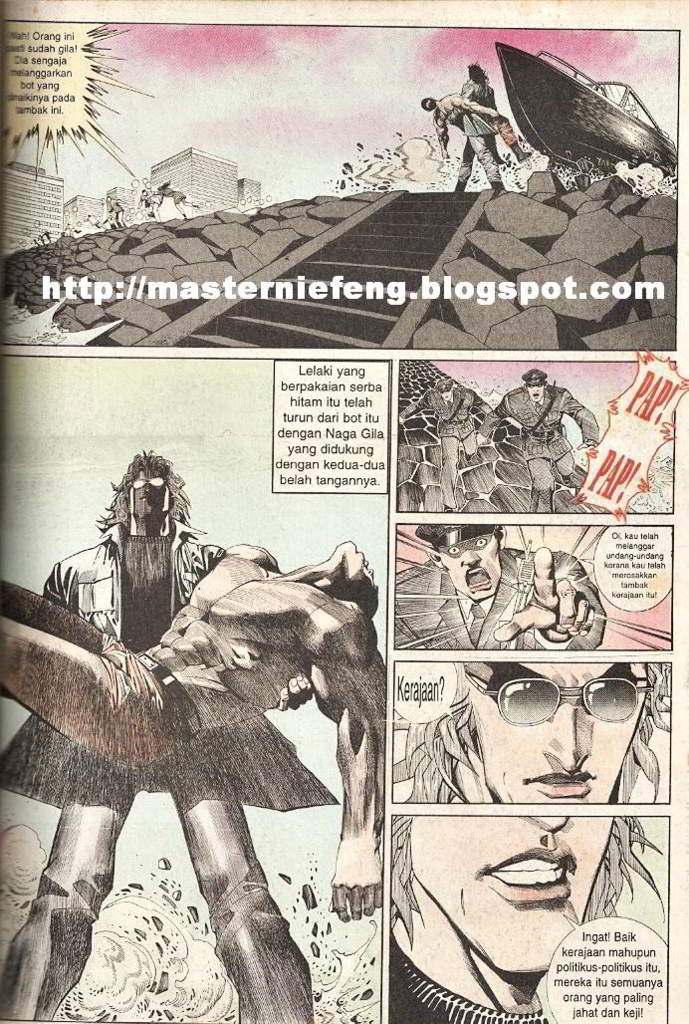 Wah! Orang ini
pasti sudah gila!
Dia sengaja
melanggarkan
bot yang
dinaikinya pada
tambak ini.
http://masterniefeng.blogspot.com
Lelaki yang
berpakaian serba
hitam itu telah
turun dari bot itu
dengan Naga Gila
yang didukung
dengan kedua-dua
belah tangannya.
PAP!
PAP!
Oi, kau telah
melanggar
undang-undang
kerana kau telah
merosakkan
tambak
kerajaan itu!
Kerajaan?
Ingat! Baik
kerajaan mahupun
politikus-politikus itu,
mereka itu semuanya
orang yang paling
jahat dan keji!